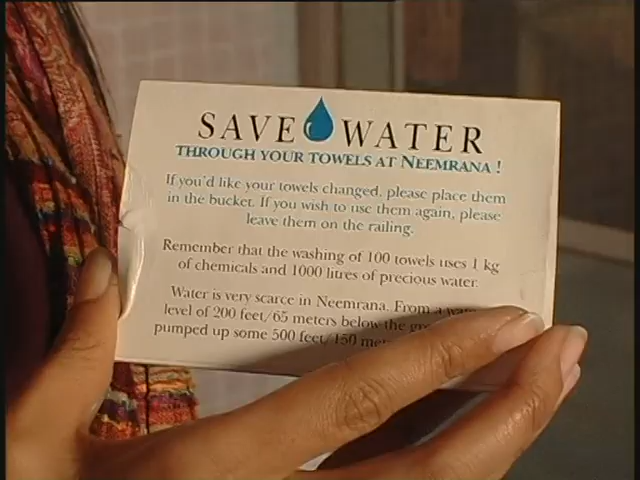 SAVE WATER
THROUGH YOUR TOWELS AT NEEMRANA !
If you'd like your towels changed, please place them
in the bucket. If you wish to use them again, please
leave them on the railing.
Remember that the washing of 100 towels uses 1 kg
of chemicals and 1000 litres of precious water.
Water is very scarce in Neemrana. From a
level of 200 feet/65 meters below the
pumped up some 500 feet/150